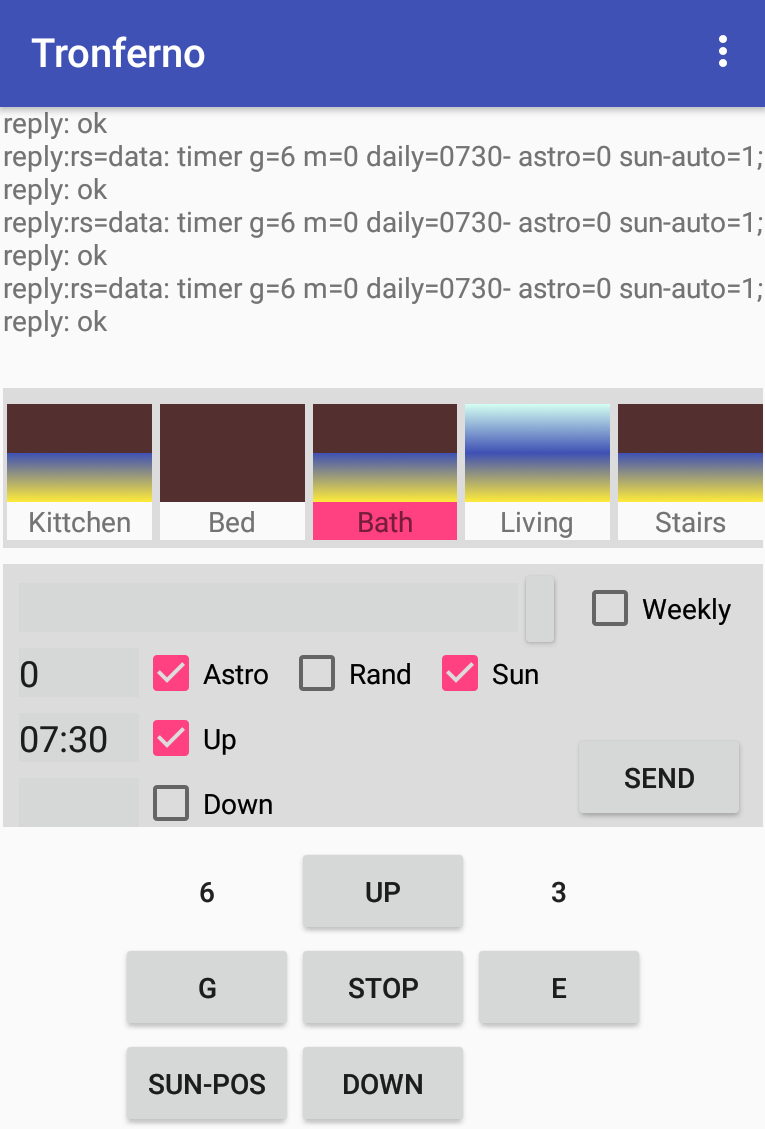 Tronferno
reply: ok
reply:rs=data: timer g=6 m=0 daily=0730- astro=0 sun-auto=1;
reply: ok
reply:rs=data: timer g=6 m=0 daily=0730- astro=0 sun-auto=1;
reply: ok
reply:rs=data: timer g=6 m=0 daily=0730- astro=0 sun-auto=1;
reply: ok
Kittchen Bed Bath Living Stairs
Weekly
0 Astro Rand Sun
07:30 Up
SEND
Down
6 UP 3
G STOP E
SUN-POS DOWN